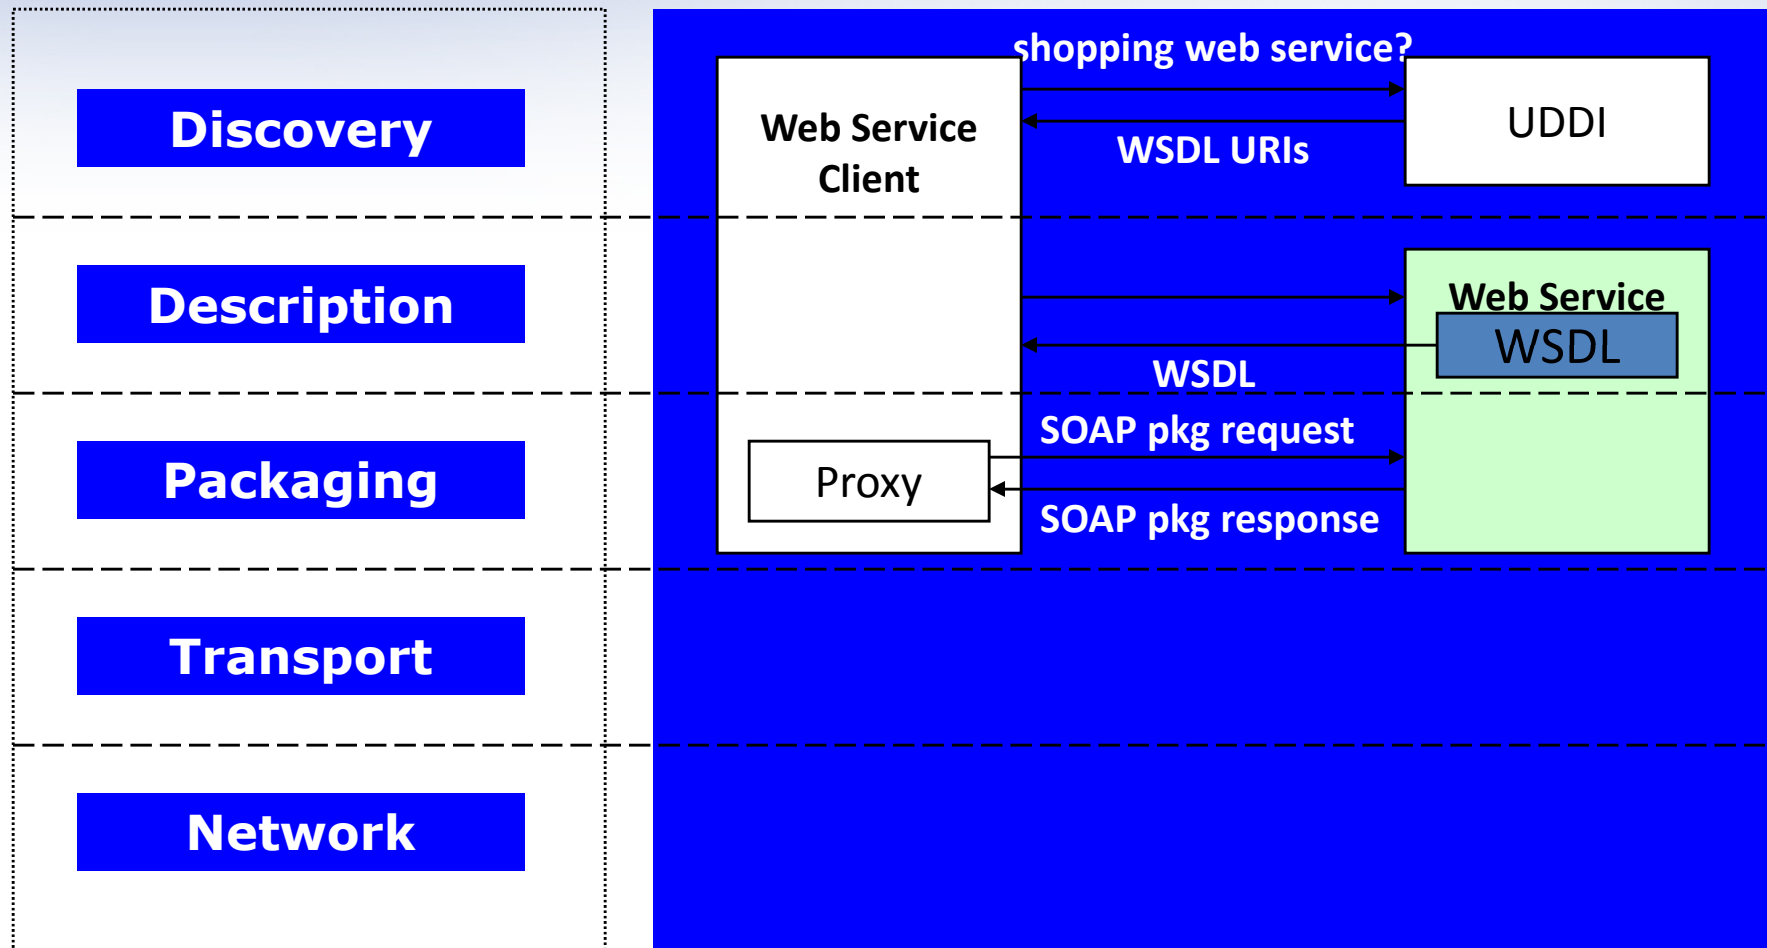 Discovery
Description
Packaging
Transport
Network
shopping web service?
Web Service
Client
UDDI
WSDL URIs
Web Service
WSDL
WSDL
SOAP pkg request
Proxy
SOAP pkg response